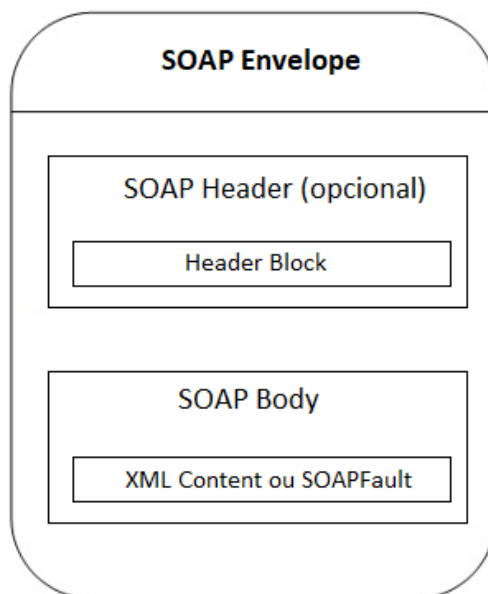 SOAP Envelope
SOAP Header (opcional)
Header Block
SOAP Body
XML Content ou SOAPFault